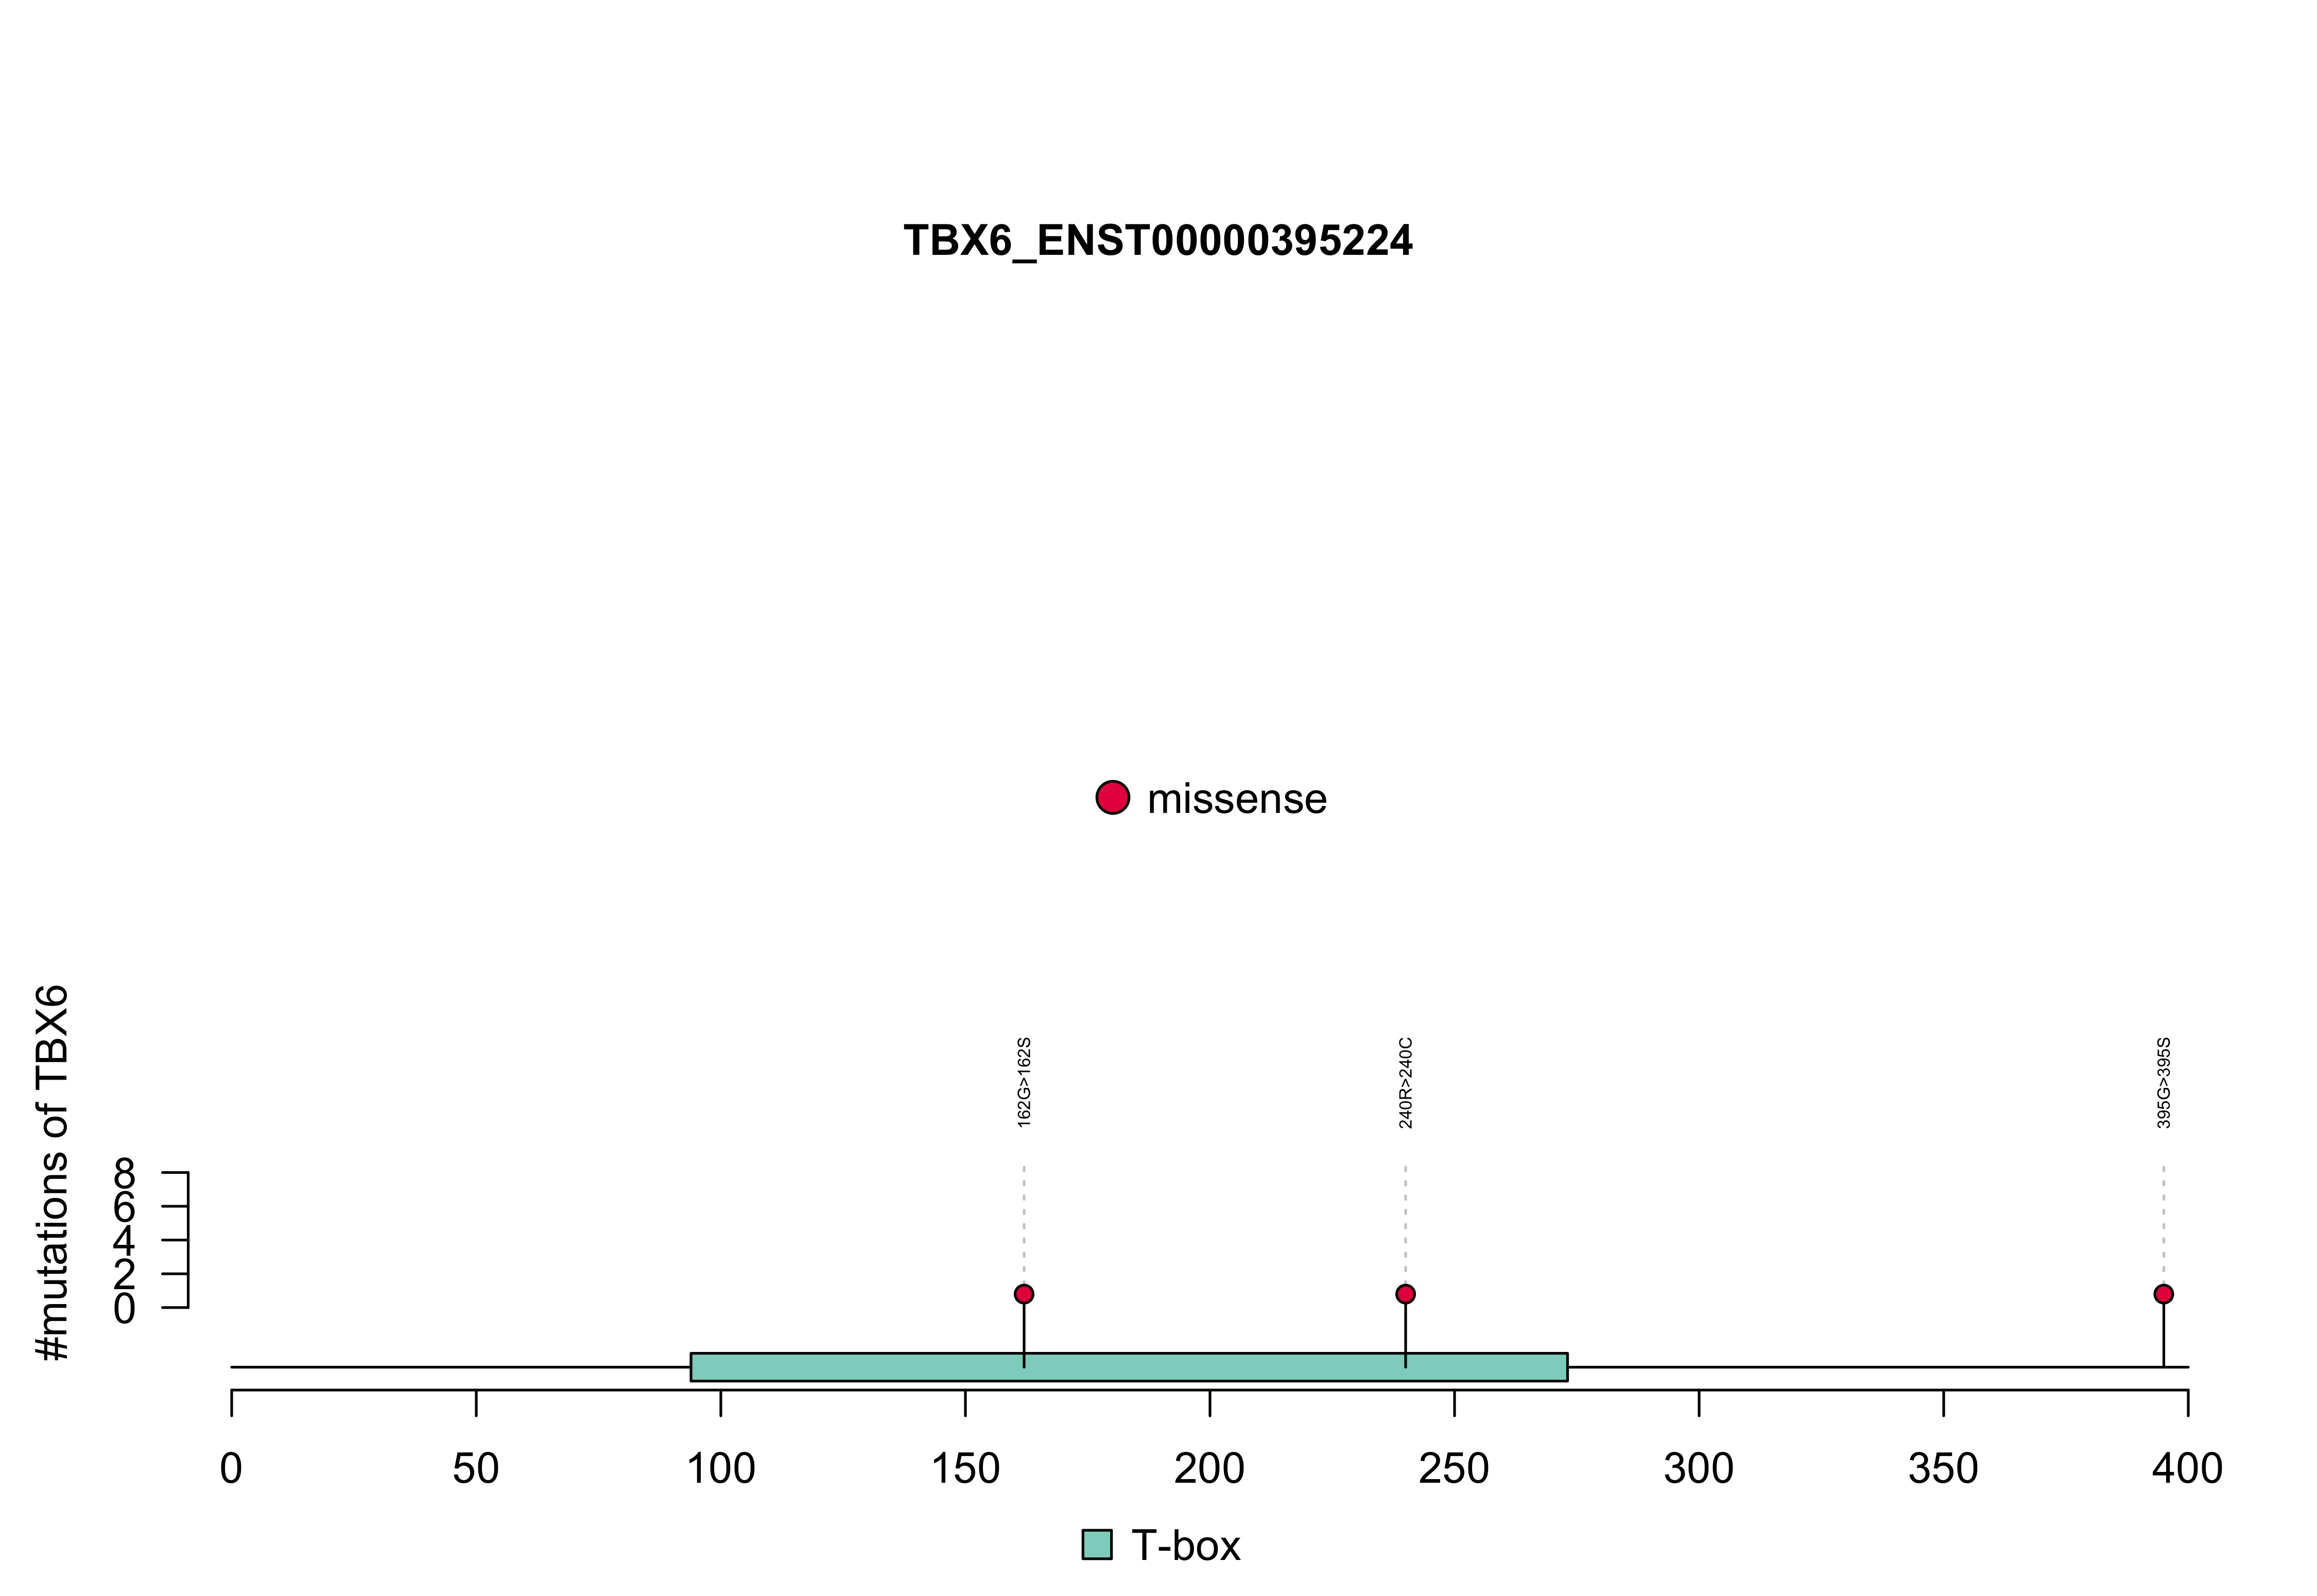 TBX6_ENST00000395224
missense
#mutations of TBX6
162G>162S
240R>240C
395G>395S
8
6
4
2
0
0 50 100 150 200 250 300 350 400
T-box